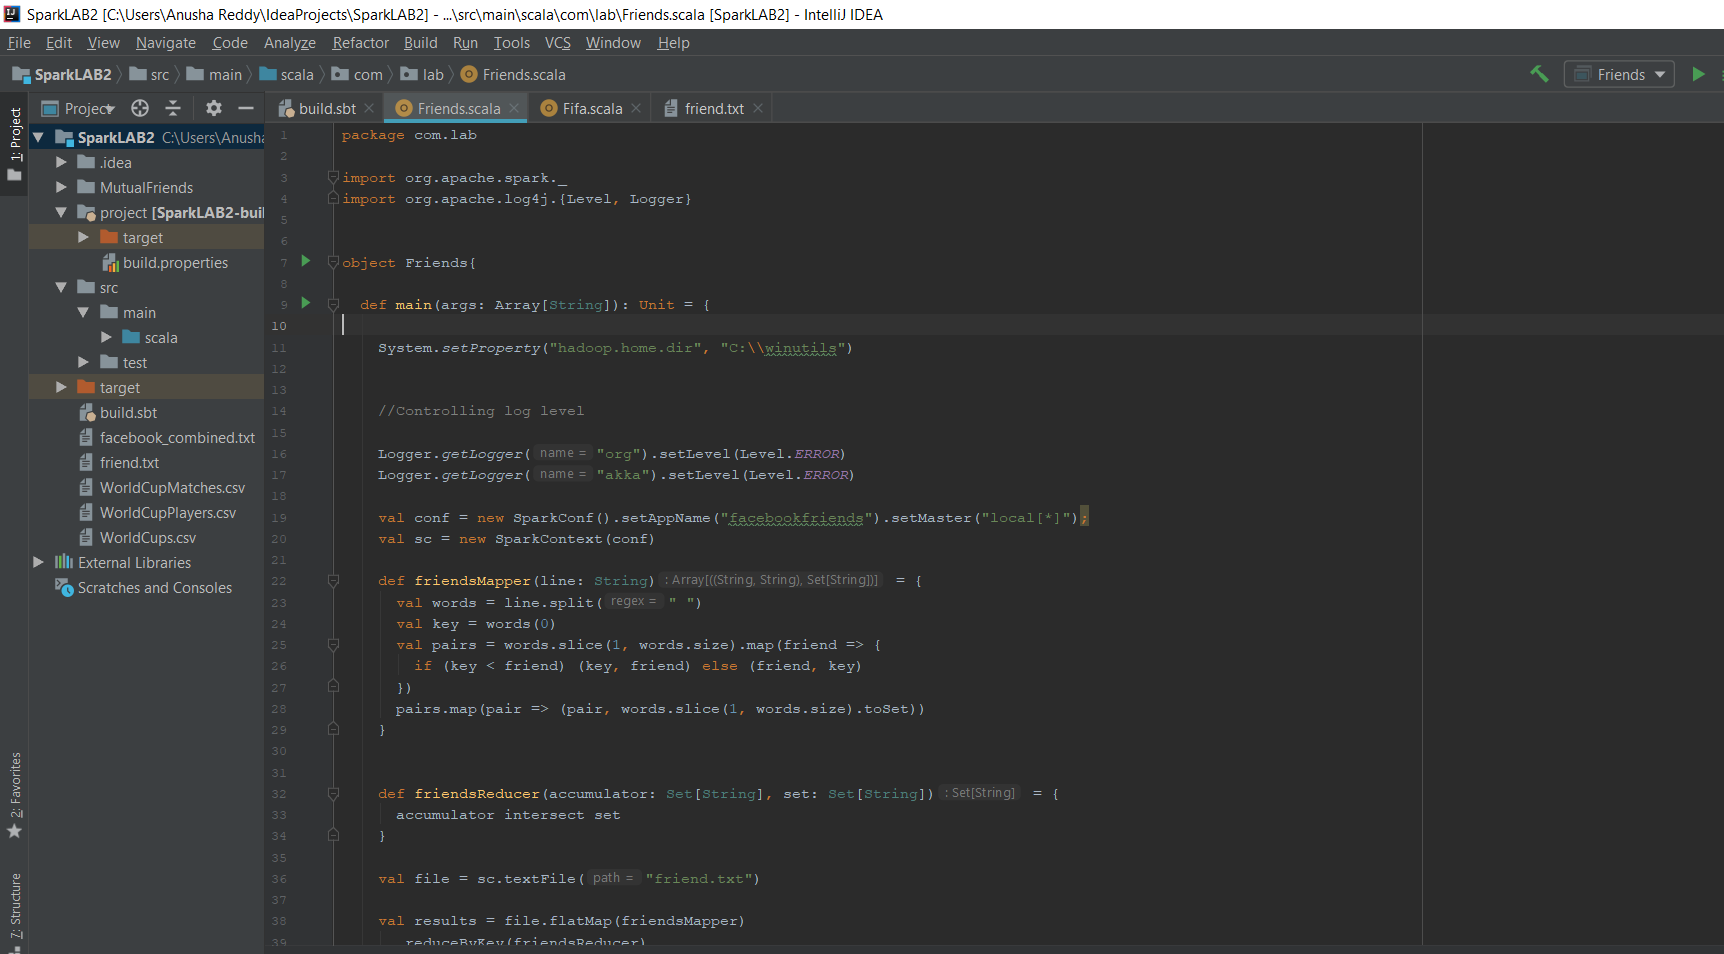 SparkLAB2 [C:\Users\Anusha Reddy\IdeaProjects\SparkLAB2] - ...\src\main\scala\com\lab\Friends.scala [SparkLAB2] - IntelliJ IDEA
File Edit View Navigate Code Analyze Refactor Build Run Tools VCS Window Help
SparkLAB2 src main scala com lab Friends.scala Friends
1: Project
2: Favorites
7: Structure
Project
SparkLAB2 C:\Users\Anusha
.idea
MutualFriends
project [SparkLAB2-buil
target
build.properties
src
main
scala
test
target
build.sbt
facebook_combined.txt
friend.txt
WorldCupMatches.csv
WorldCupPlayers.csv
WorldCups.csv
External Libraries
Scratches and Consoles
build.sbt Friends.scala Fifa.scala friend.txt
1 package com.lab
2
3 import org.apache.spark._
4 import org.apache.log4j.{Level, Logger}
5
6
7 object Friends{
8
9 def main(args: Array[String]): Unit = {
10
11 System.setProperty("hadoop.home.dir", "C:\\winutils")
12
13
14 //Controlling log level
15
16 Logger.getLogger( name = "org").setLevel(Level.ERROR)
17 Logger.getLogger( name = "akka").setLevel(Level.ERROR)
18
19 val conf = new SparkConf().setAppName("facebookfriends").setMaster("local[*]");
20 val sc = new SparkContext(conf)
21
22 def friendsMapper(line: String) : Array[((String, String), Set[String])] = {
23 val words = line.split( regex = " ")
24 val key = words(0)
25 val pairs = words.slice(1, words.size).map(friend => {
26 if (key < friend) (key, friend) else (friend, key)
27 })
28 pairs.map(pair => (pair, words.slice(1, words.size).toSet))
29 }
30
31
32 def friendsReducer(accumulator: Set[String], set: Set[String]) : Set[String] = {
33 accumulator intersect set
34 }
35
36 val file = sc.textFile( path = "friend.txt")
37
38 val results = file.flatMap(friendsMapper)
39 .reduceByKey(friendsReducer)